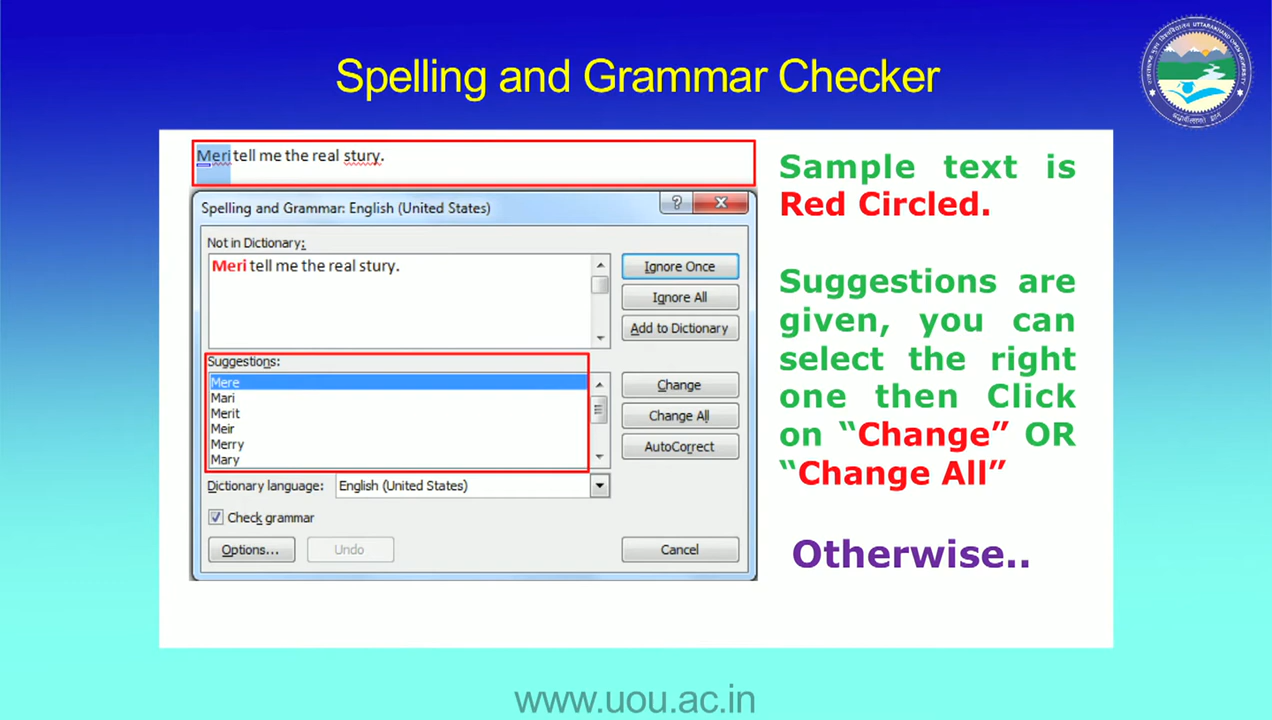 Spelling and Grammar Checker
Meri tell me the real stury.
Spelling and Grammar: English (United States)
?
Not in Dictionary:
Meri tell me the real stury.
Ignore Once
Ignore All
Add to Dictionary
Suggestions:
Mere
Mari
Merit
Meir
Merry
Mary
Change
Change All
AutoCorrect
Dictionary language:
English (United States)
Check grammar
Options...
Undo
Cancel
Sample text is
Red Circled.
Suggestions are
given, you can
select the right
one then Click
on “Change” OR
“Change All”
Otherwise..
www.uou.ac.in